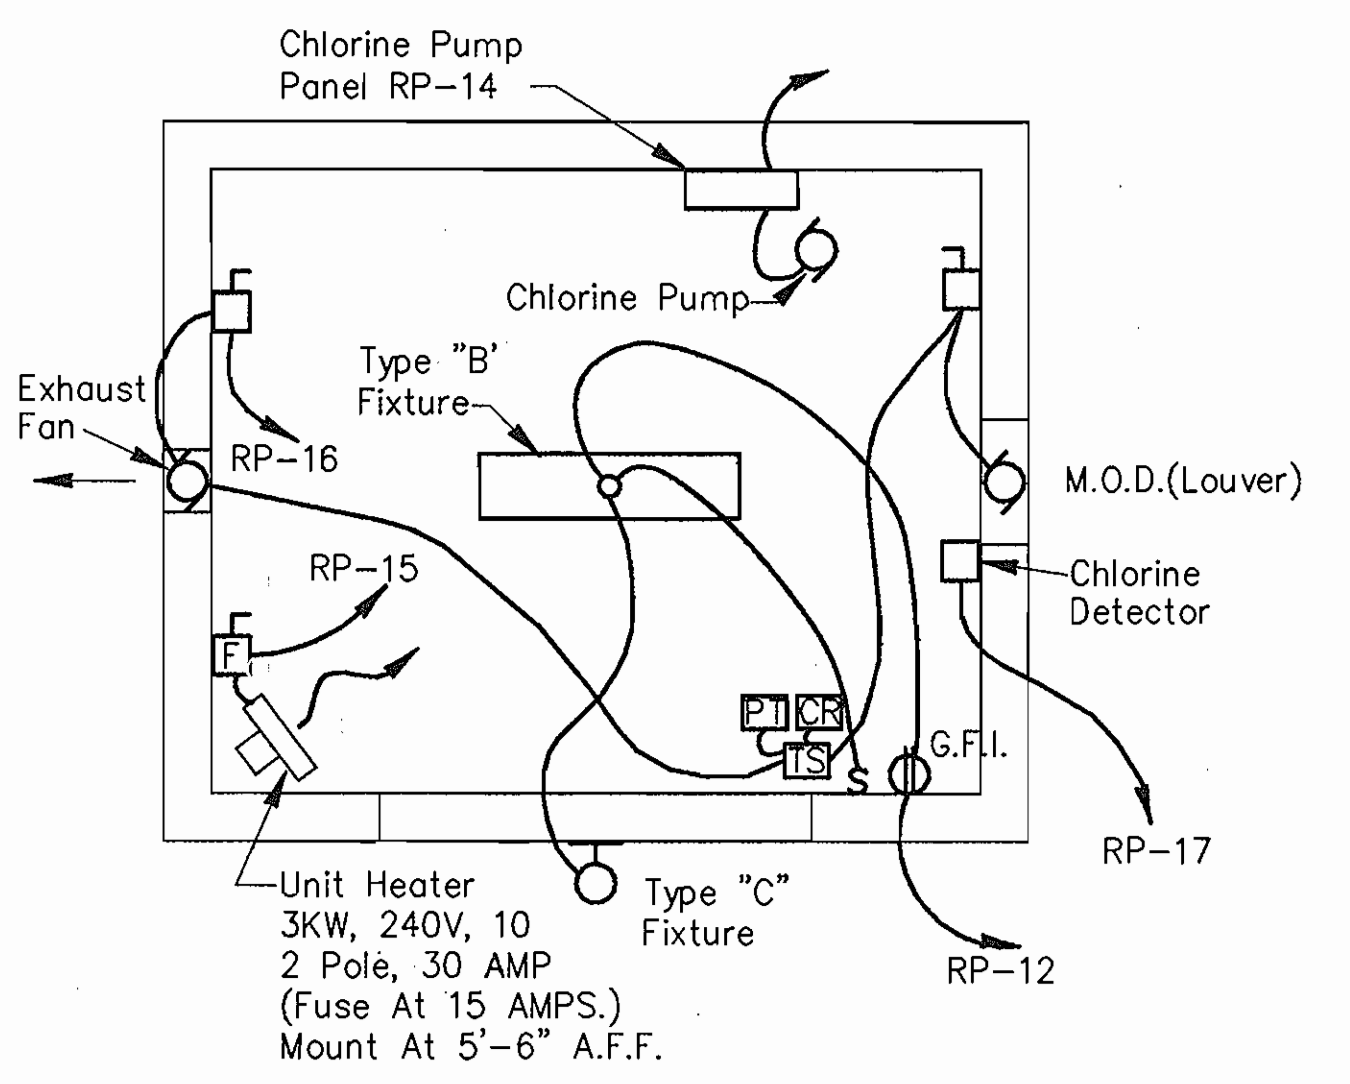 Chlorine Pump
Panel RP-14
Chlorine Pump
Type "B'
Fixture
Exhaust
Fan
RP-16
M.O.D.(Louver)
RP-15
Chlorine
Detector
F
PT CR
TS
S
G.F.I.
RP-17
Unit Heater
3KW, 240V, 10
2 Pole, 30 AMP
(Fuse At 15 AMPS.)
Mount At 5'-6" A.F.F.
Type "C"
Fixture
RP-12